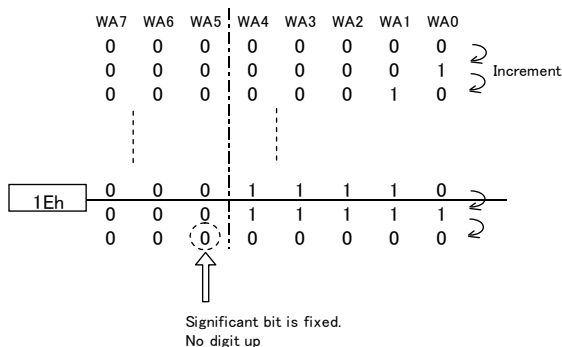 WA7 WA6 WA5 WA4 WA3 WA2 WA1 WA0
0 0 0 0 0 0 0 0
0 0 0 0 0 0 0 1 Increment
0 0 0 0 0 0 1 0
0 0 0 1 1 1 1 0
1Eh
0 0 0 1 1 1 1 1
0 0 0 0 0 0 0 0
Significant bit is fixed.
No digit up